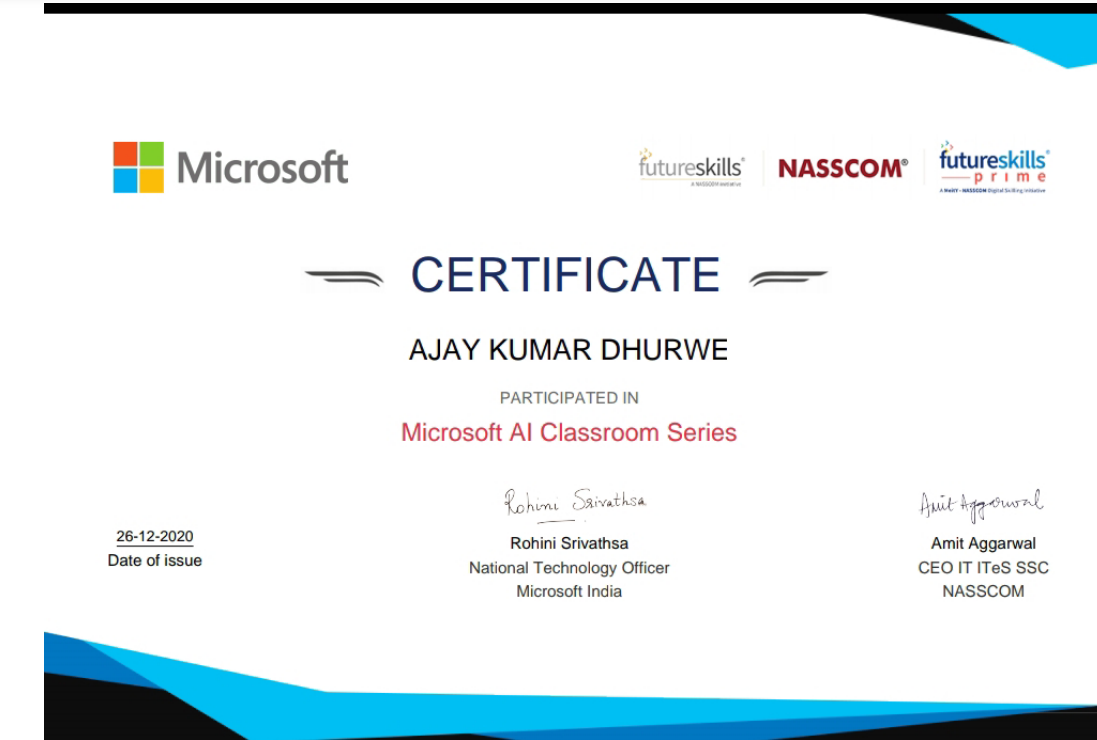 Microsoft
futureskills®
A NASSCOM Initiative
NASSCOM®
futureskills®
prime
A MeitY - NASSCOM Digital Skilling Initiative
CERTIFICATE
AJAY KUMAR DHURWE
PARTICIPATED IN
Microsoft AI Classroom Series
Rohini Srivathsa
Amit Aggarwal
26-12-2020
Date of issue
Rohini Srivathsa
National Technology Officer
Microsoft India
Amit Aggarwal
CEO IT ITeS SSC
NASSCOM